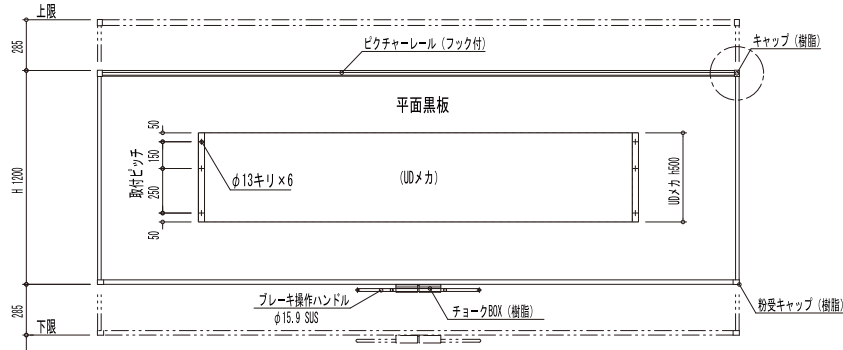 上限
285
ピクチャーレール (フック付)
キャップ (樹脂)
平面黒板
50
150
取付ピッチ
250
50
H 1200
φ13キリ×6
(UDメカ)
UDメカ h500
ブレーキ操作ハンドル
φ15.9 SUS
チョークBOX (樹脂)
粉受キャップ (樹脂)
285
下限